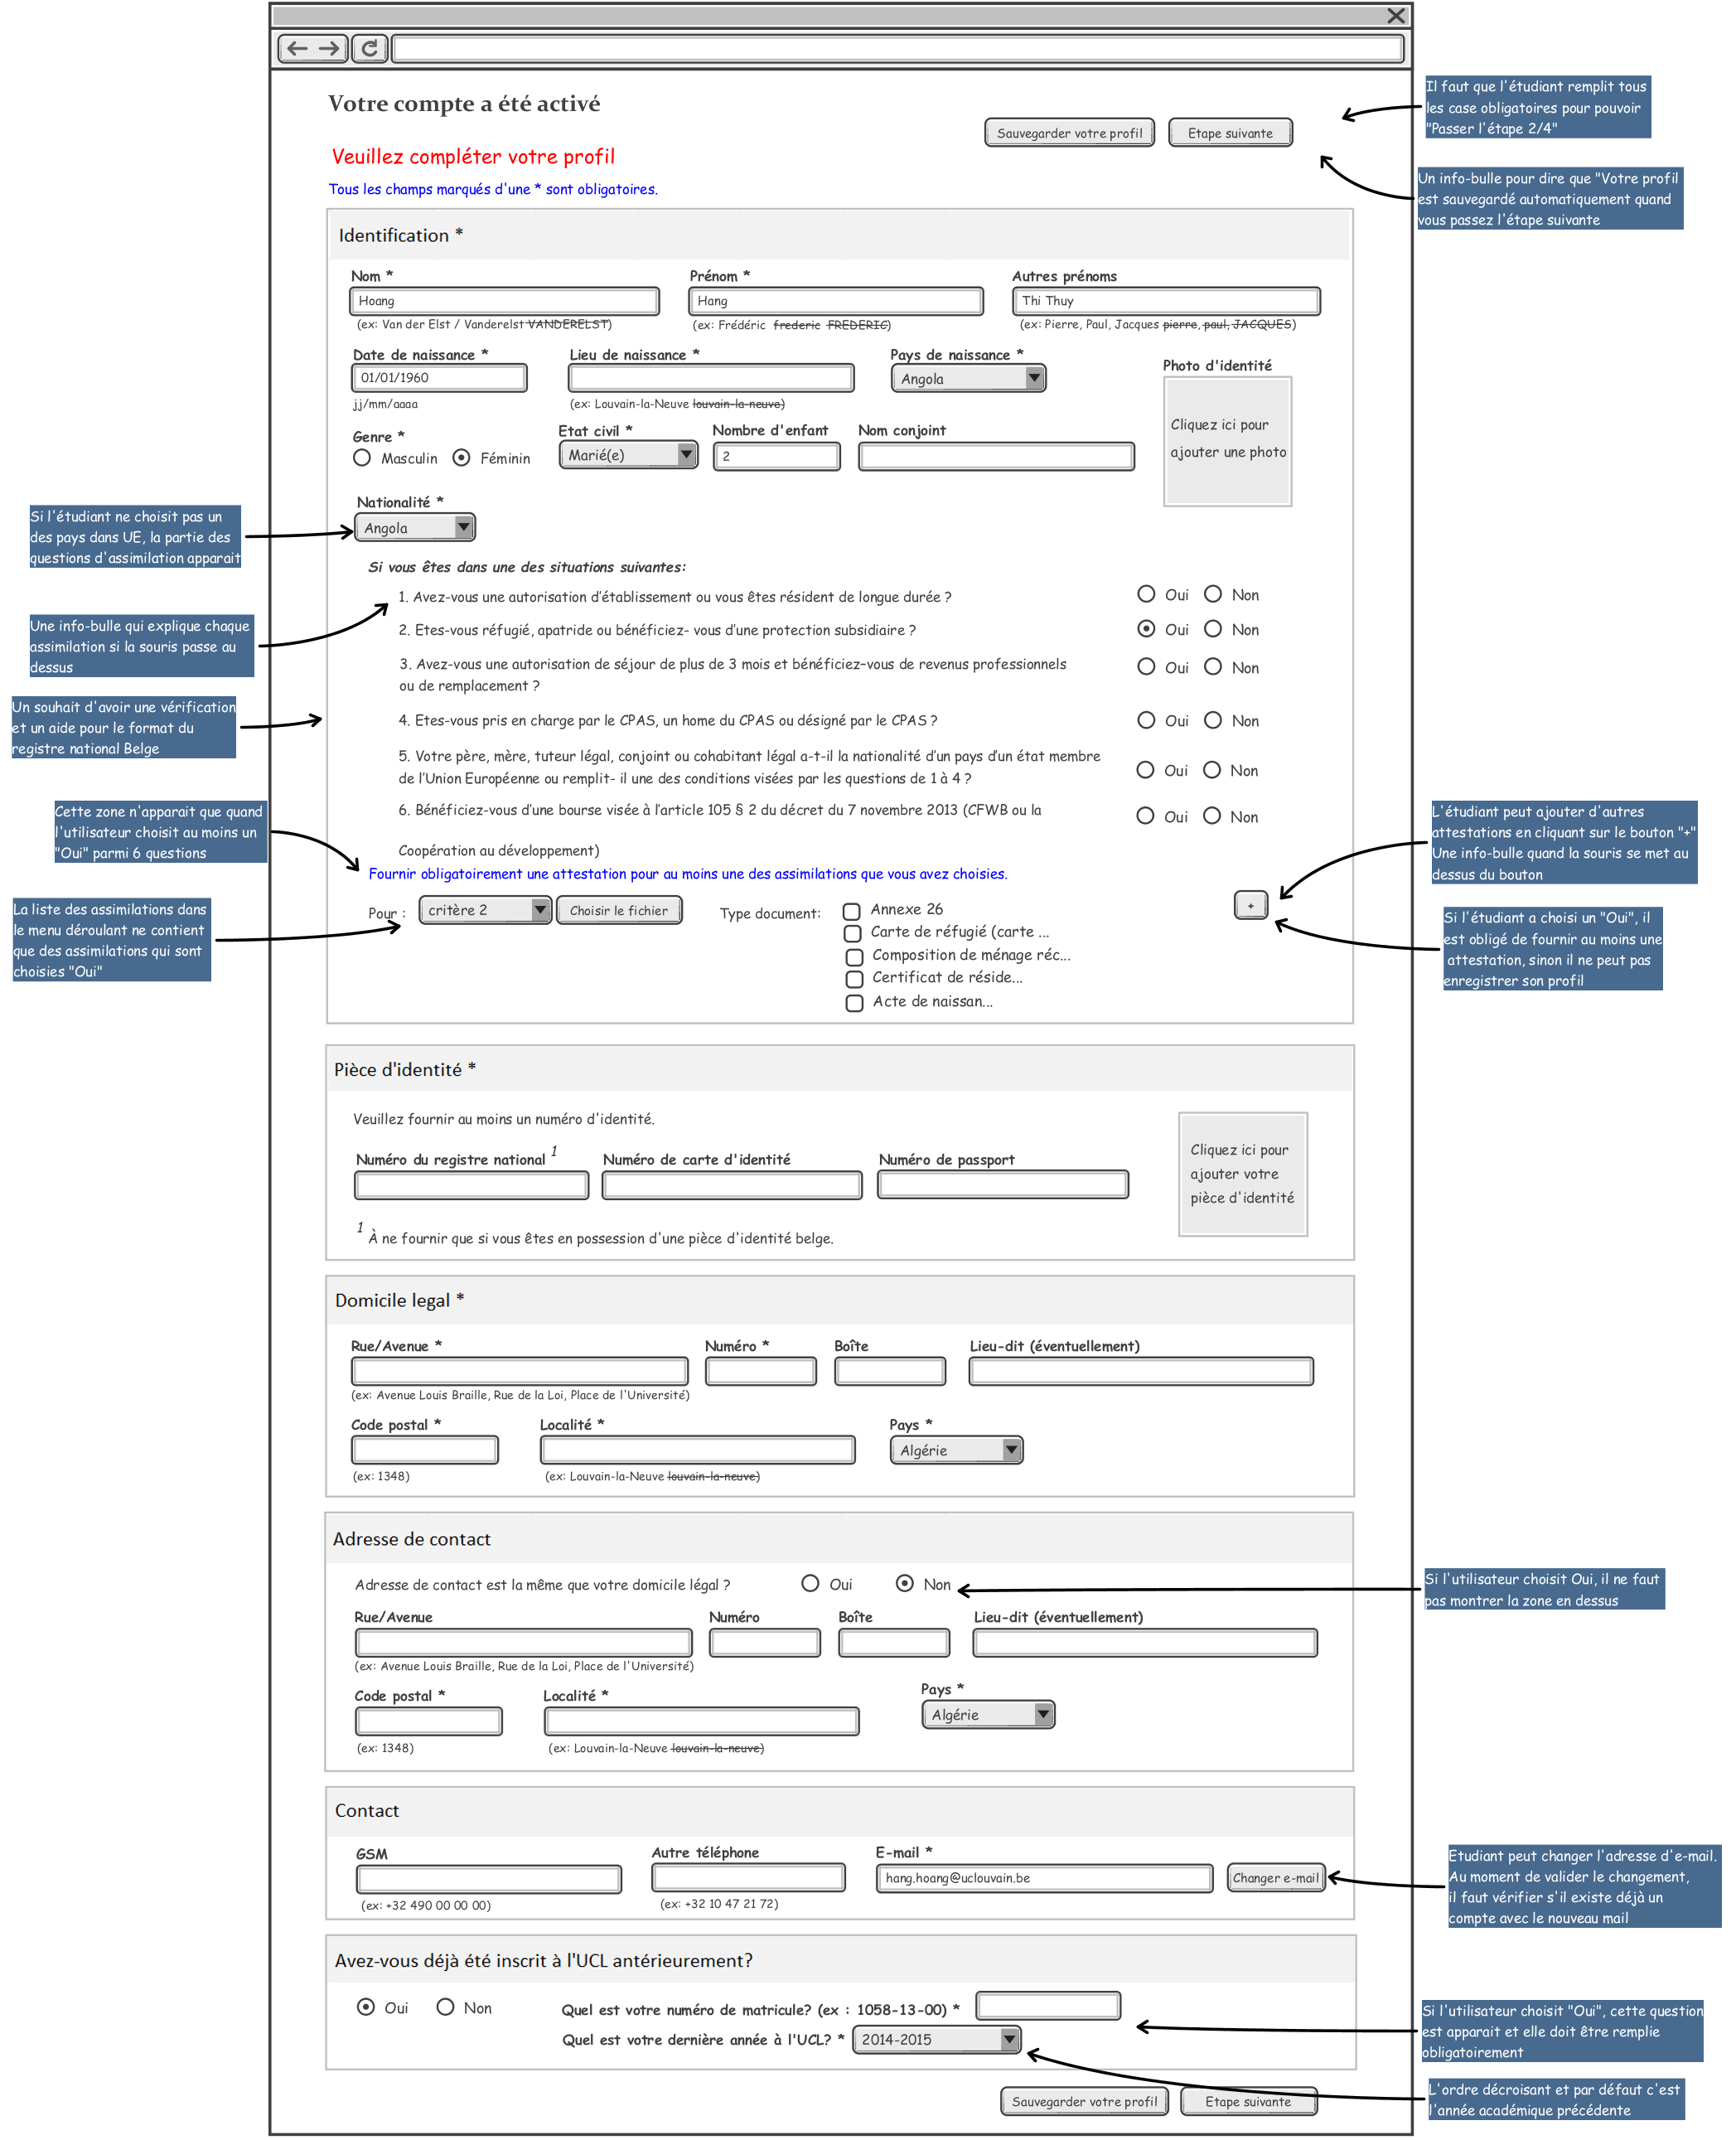 Votre compte a été activé
Sauvegarder votre profil
Etape suivante
Il faut que l'étudiant remplit tous
les case obligatoires pour pouvoir
"Passer l'étape 2/4"
Veuillez compléter votre profil
Tous les champs marqués d'une * sont obligatoires.
Un info-bulle pour dire que "Votre profil
est sauvegardé automatiquement quand
vous passez l'étape suivante
Identification *
Nom *
Prénom *
Autres prénoms
Hoang
Hang
Thi Thuy
(ex: Van der Elst / Vanderelst VANDERELST)
(ex: Frédéric frederic FREDERIC)
(ex: Pierre, Paul, Jacques pierre, paul, JACQUES)
Date de naissance *
Lieu de naissance *
Pays de naissance *
Photo d'identité
01/01/1960
Angola
jj/mm/aaaa
(ex: Louvain-la-Neuve louvain-la-neuve)
Cliquez ici pour
ajouter une photo
Genre *
Etat civil *
Nombre d'enfant
Nom conjoint
Masculin
Féminin
Marié(e)
2
Nationalité *
Angola
Si l'étudiant ne choisit pas un
des pays dans UE, la partie des
questions d'assimilation apparait
Si vous êtes dans une des situations suivantes:
1. Avez-vous une autorisation d'établissement ou vous êtes résident de longue durée ?
Oui Non
Une info-bulle qui explique chaque
assimilation si la souris passe au
dessus
2. Etes-vous réfugié, apatride ou bénéficiez- vous d'une protection subsidiaire ?
Oui Non
3. Avez-vous une autorisation de séjour de plus de 3 mois et bénéficiez-vous de revenus professionnels
ou de remplacement ?
Oui Non
Un souhait d'avoir une vérification
et un aide pour le format du
registre national Belge
4. Etes-vous pris en charge par le CPAS, un home du CPAS ou désigné par le CPAS ?
Oui Non
5. Votre père, mère, tuteur légal, conjoint ou cohabitant légal a-t-il la nationalité d'un pays d'un état membre
de l'Union Européenne ou remplit- il une des conditions visées par les questions de 1 à 4 ?
Oui Non
6. Bénéficiez-vous d'une bourse visée à l'article 105 § 2 du décret du 7 novembre 2013 (CFWB ou la
Coopération au développement)
Oui Non
Cette zone n'apparait que quand
l'utilisateur choisit au moins un
"Oui" parmi 6 questions
L'étudiant peut ajouter d'autres
attestations en cliquant sur le bouton "+"
Une info-bulle quand la souris se met au
dessus du bouton
Fournir obligatoirement une attestation pour au moins une des assimilations que vous avez choisies.
Pour :
critère 2
Choisir le fichier
Type document:
Annexe 26
Carte de réfugié (carte ...
Composition de ménage réc...
Certificat de réside...
Acte de naissan...
+
La liste des assimilations dans
le menu déroulant ne contient
que des assimilations qui sont
choisies "Oui"
Si l'étudiant a choisi un "Oui", il
est obligé de fournir au moins une
attestation, sinon il ne peut pas
enregistrer son profil
Pièce d'identité *
Veuillez fournir au moins un numéro d'identité.
Numéro du registre national 1
Numéro de carte d'identité
Numéro de passport
Cliquez ici pour
ajouter votre
pièce d'identité
1 À ne fournir que si vous êtes en possession d'une pièce d'identité belge.
Domicile legal *
Rue/Avenue *
Numéro *
Boîte
Lieu-dit (éventuellement)
(ex: Avenue Louis Braille, Rue de la Loi, Place de l'Université)
Code postal *
Localité *
Pays *
Algérie
(ex: 1348)
(ex: Louvain-la-Neuve louvain-la-neuve)
Adresse de contact
Adresse de contact est la même que votre domicile légal ?
Oui
Non
Si l'utilisateur choisit Oui, il ne faut
pas montrer la zone en dessus
Rue/Avenue
Numéro
Boîte
Lieu-dit (éventuellement)
(ex: Avenue Louis Braille, Rue de la Loi, Place de l'Université)
Code postal *
Localité *
Pays *
Algérie
(ex: 1348)
(ex: Louvain-la-Neuve louvain-la-neuve)
Contact
GSM
Autre téléphone
E-mail *
hang.hoang@uclouvain.be
Changer e-mail
(ex: +32 490 00 00 00)
(ex: +32 10 47 21 72)
Etudiant peut changer l'adresse d'e-mail.
Au moment de valider le changement,
il faut vérifier s'il existe déjà un
compte avec le nouveau mail
Avez-vous déjà été inscrit à l'UCL antérieurement?
Oui
Non
Quel est votre numéro de matricule? (ex : 1058-13-00) *
Quel est votre dernière année à l'UCL? *
2014-2015
Si l'utilisateur choisit "Oui", cette question
est apparait et elle doit être remplie
obligatoirement
Sauvegarder votre profil
Etape suivante
L'ordre décroisant et par défaut c'est
l'année académique précédente